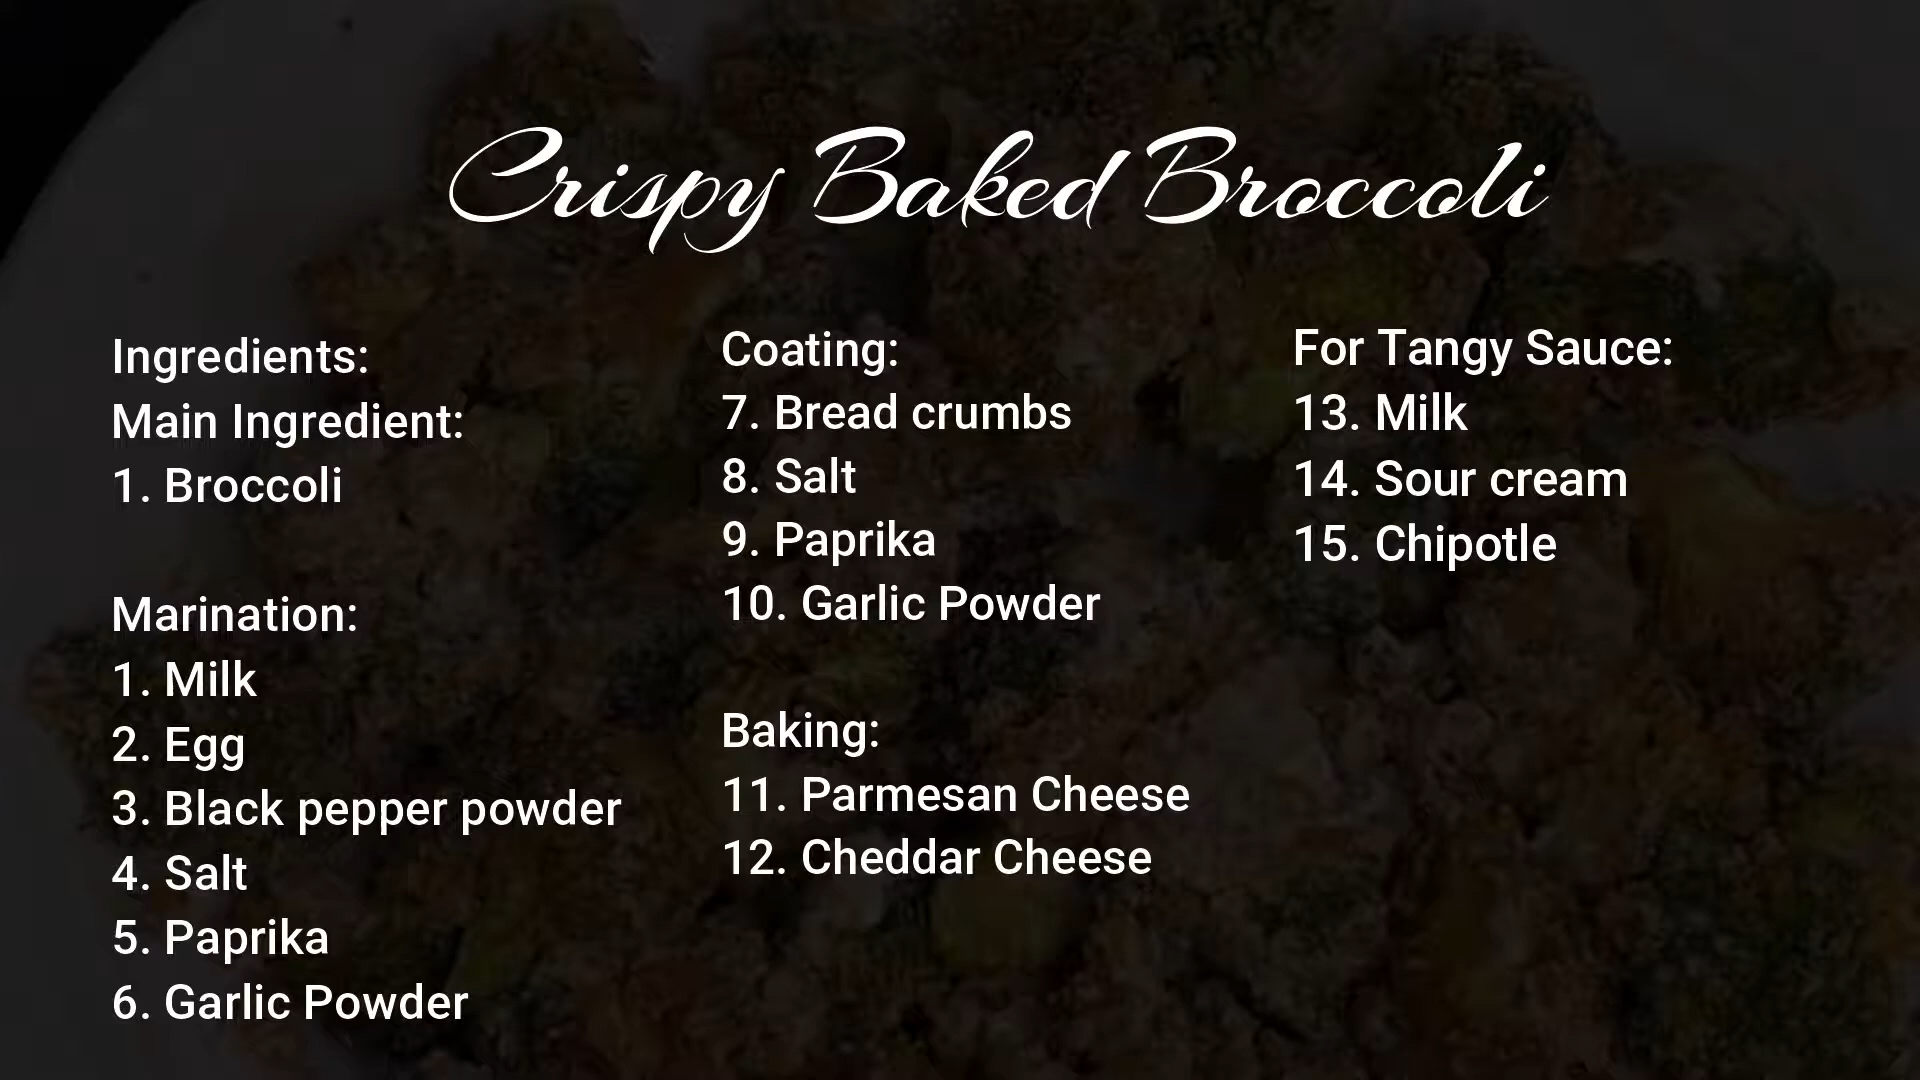 Crispy Baked Broccoli
Ingredients:
Main Ingredient:
1. Broccoli
Marination:
1. Milk
2. Egg
3. Black pepper powder
4. Salt
5. Paprika
6. Garlic Powder
Coating:
7. Bread crumbs
8. Salt
9. Paprika
10. Garlic Powder
Baking:
11. Parmesan Cheese
12. Cheddar Cheese
For Tangy Sauce:
13. Milk
14. Sour cream
15. Chipotle